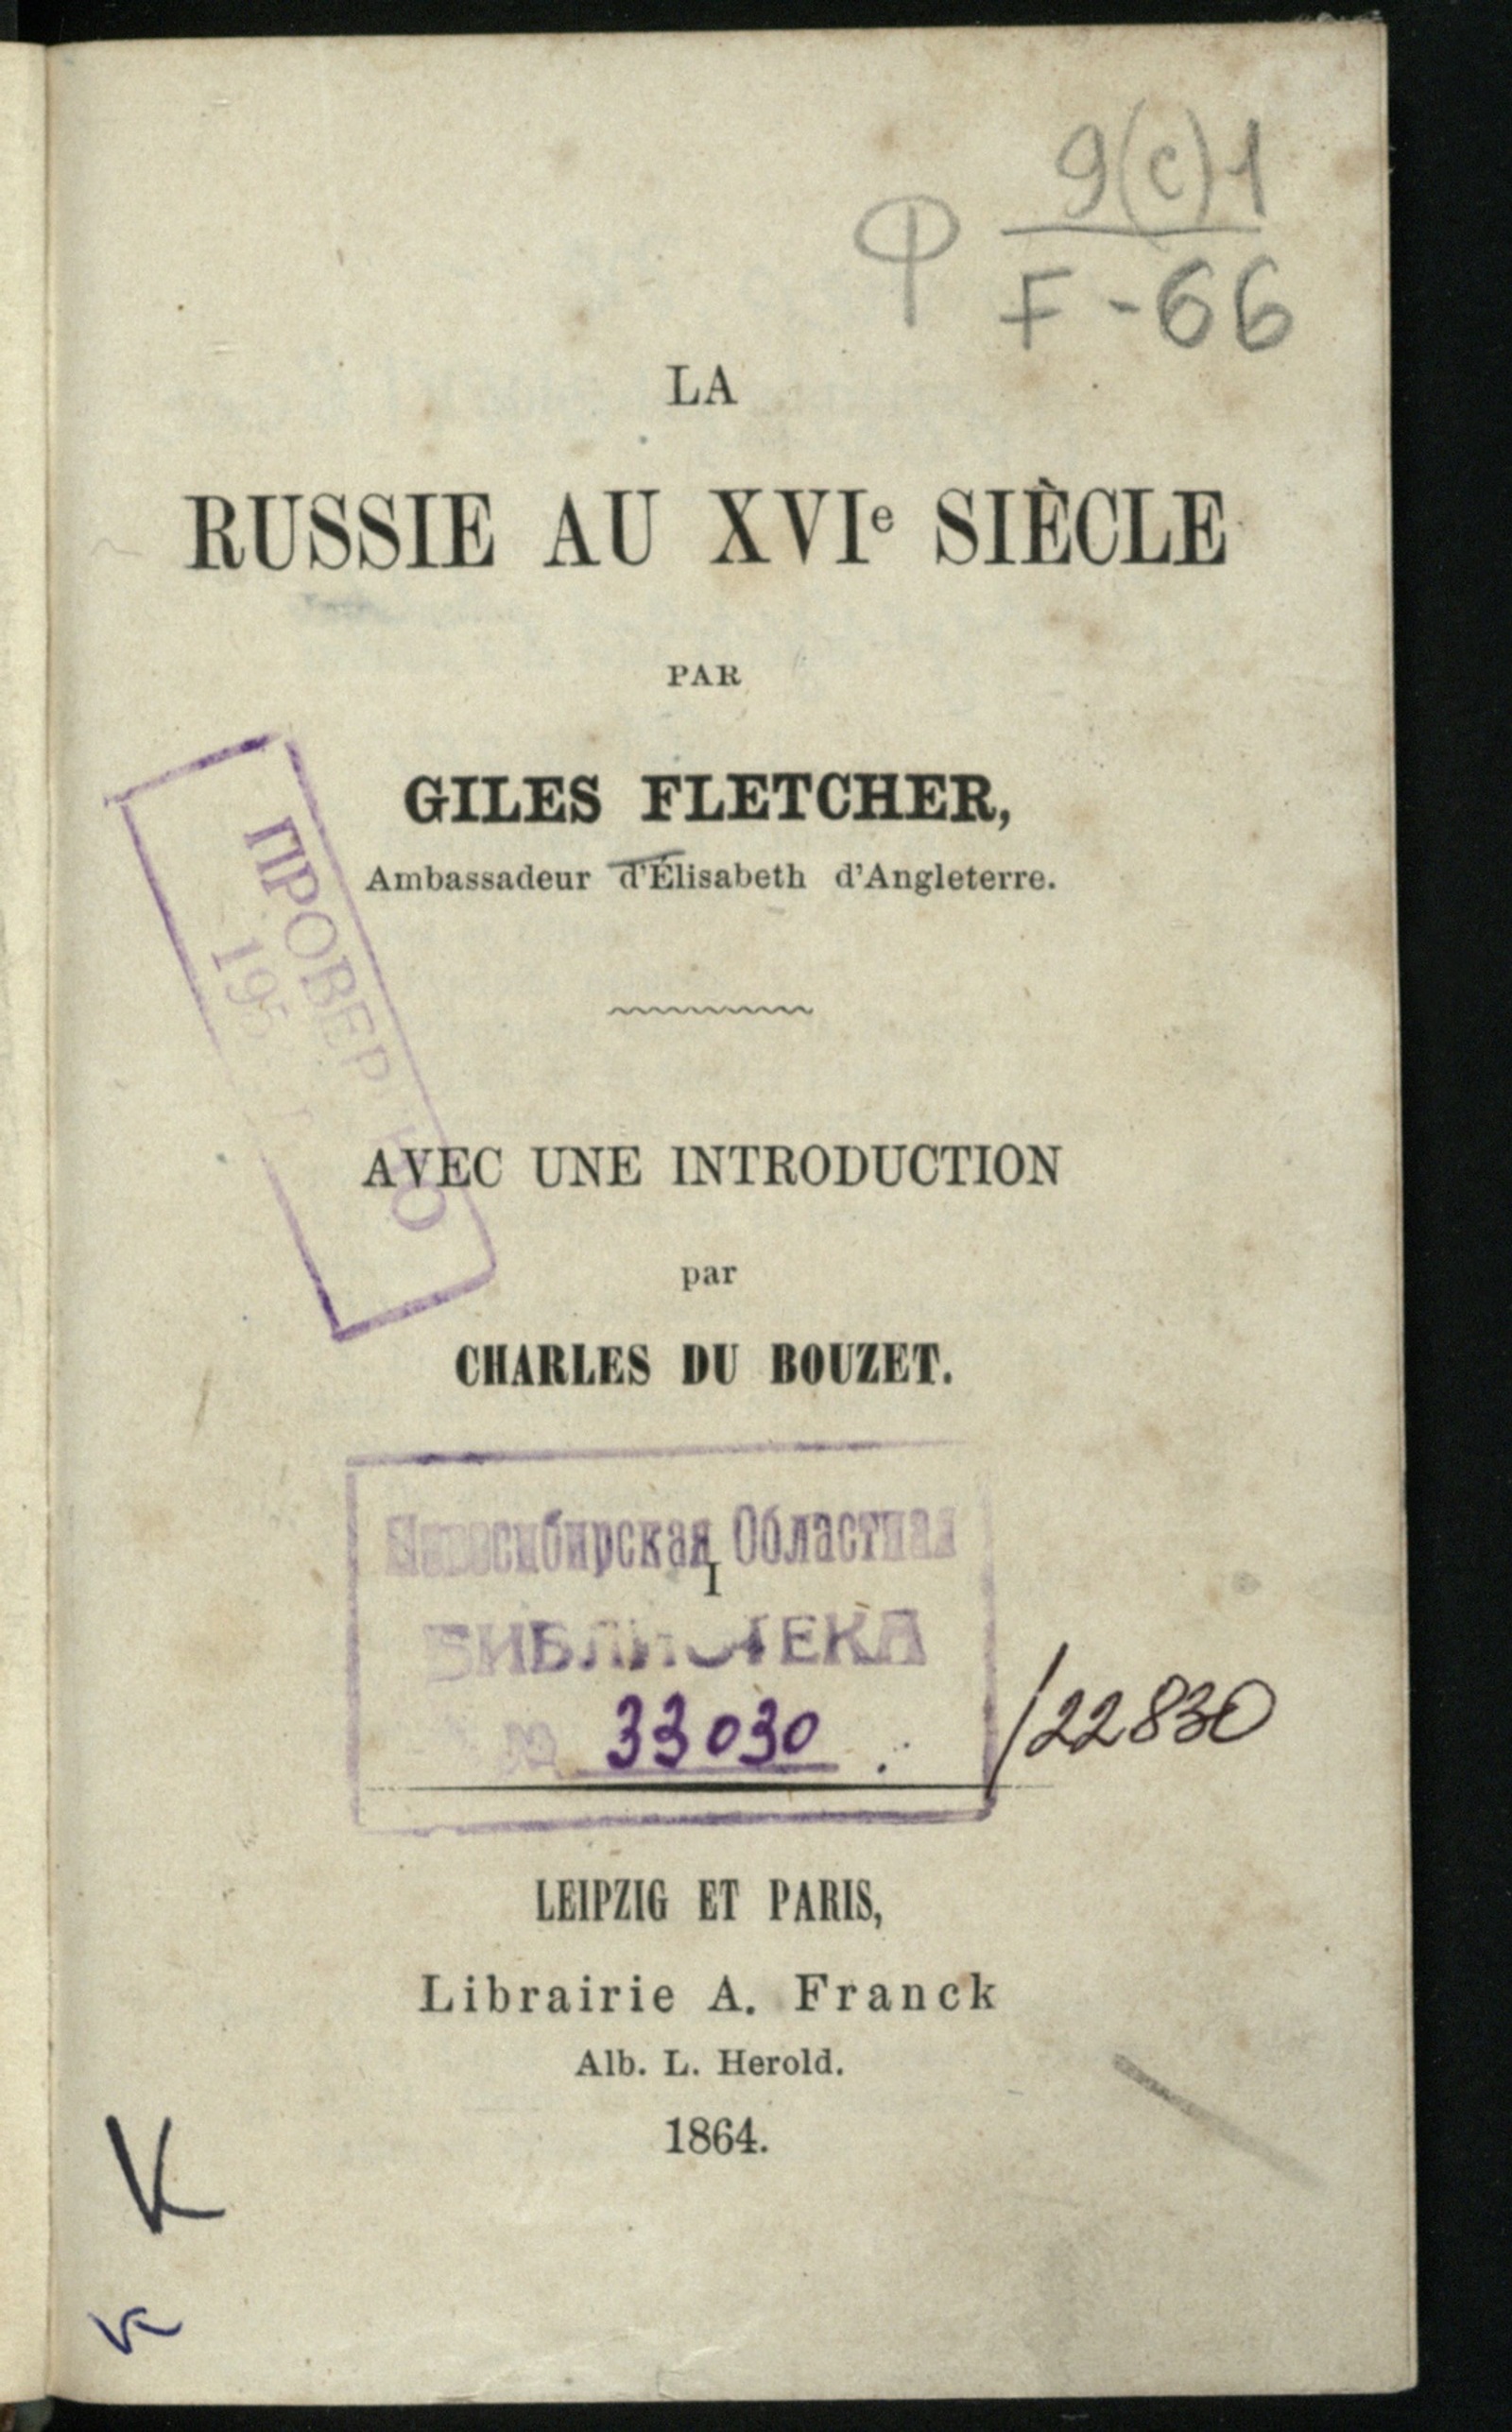 9(с)1
Ф F-66
LA
RUSSIE AU XVIe SIÈCLE
PAR
GILES FLETCHER,
Ambassadeur d'Élisabeth d'Angleterre.
ПРОВЕРЕНО
AVEC UNE INTRODUCTION
par
CHARLES DU BOUZET.
Новосибирская Областная
I
БИБЛИОТЕКА
№ 33030
122830
LEIPZIG ET PARIS,
Librairie A. Franck
Alb. L. Herold.
1864.